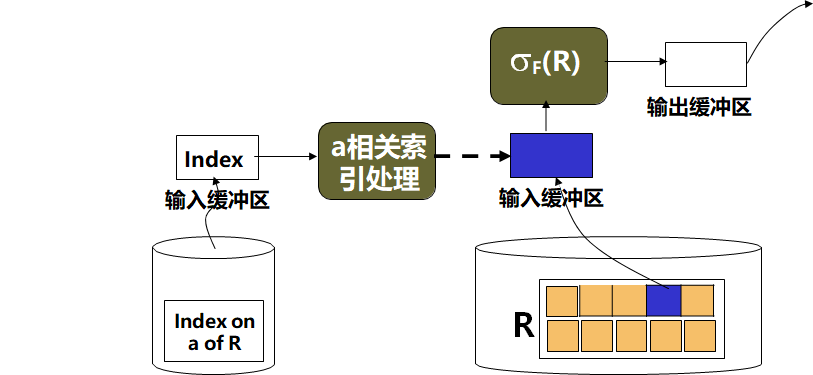 σF(R)
输出缓冲区
Index
a相关索
引处理
输入缓冲区
输入缓冲区
Index on
a of R
R